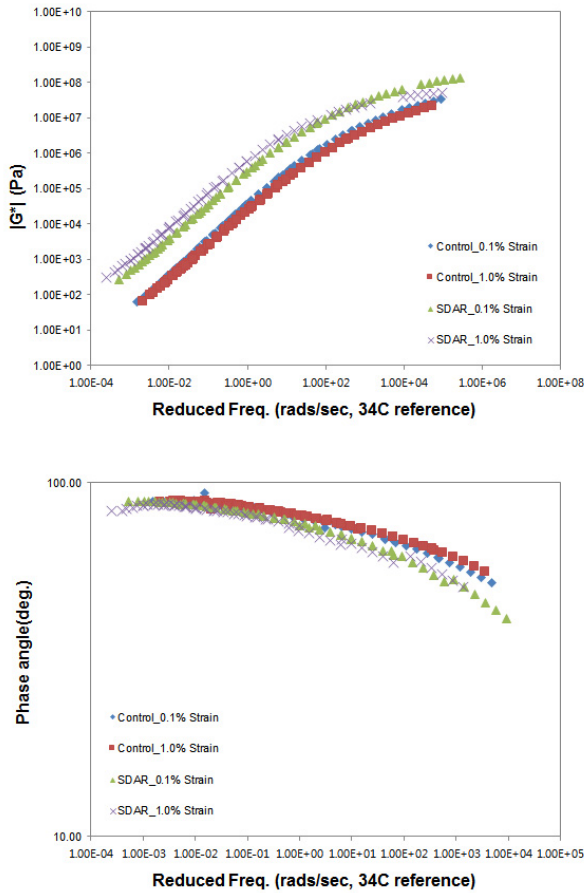 1.00E+10
1.00E+09
1.00E+08
1.00E+07
1.00E+06
1.00E+05
1.00E+04
1.00E+03
1.00E+02
1.00E+01
1.00E+00
|G*| (Pa)
Control_0.1% Strain
Control_1.0% Strain
SDAR_0.1% Strain
SDAR_1.0% Strain
1.00E-04 1.00E-02 1.00E+00 1.00E+02 1.00E+04 1.00E+06 1.00E+08
Reduced Freq. (rads/sec, 34C reference)
100.00
10.00
Phase angle(deg.)
Control_0.1% Strain
Control_1.0% Strain
SDAR_0.1% Strain
SDAR_1.0% Strain
1.00E-04 1.00E-03 1.00E-02 1.00E-01 1.00E+00 1.00E+01 1.00E+02 1.00E+03 1.00E+04 1.00E+05
Reduced Freq. (rads/sec, 34C reference)